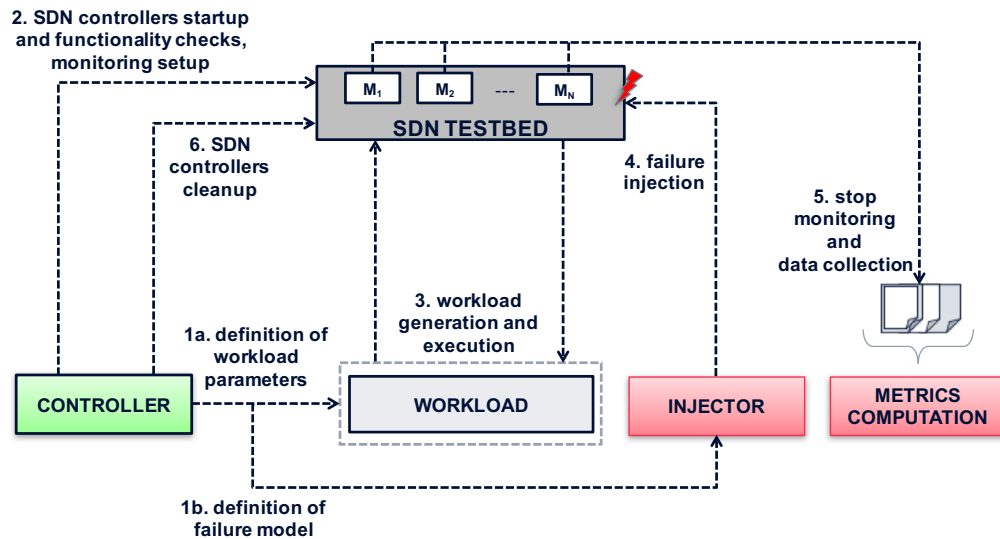 2. SDN controllers startup
and functionality checks,
monitoring setup
M1 M2 --- MN
SDN TESTBED
6. SDN
controllers
cleanup
4. failure
injection
5. stop
monitoring
and
data collection
3. workload
generation and
execution
1a. definition of
workload
parameters
CONTROLLER
WORKLOAD
INJECTOR
METRICS
COMPUTATION
1b. definition of
failure model